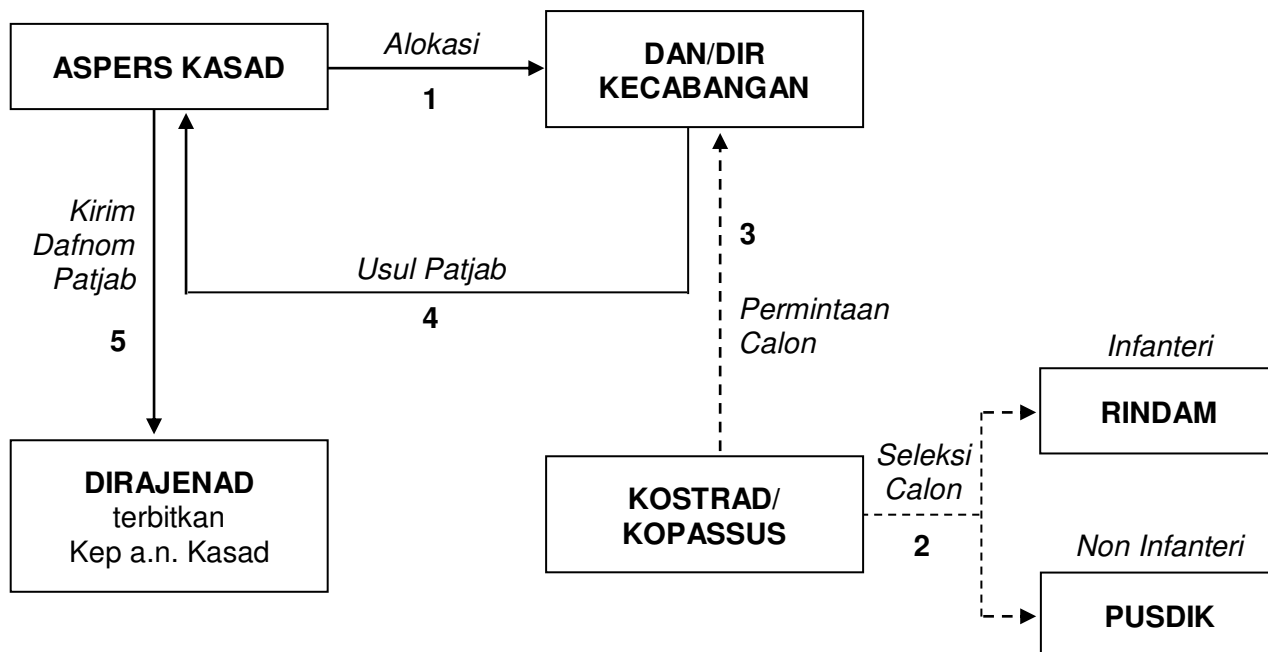 ASPERS KASAD
Alokasi
1
DAN/DIR
KECABANGAN
Kirim
Dafnom
Patjab
5
Usul Patjab
4
3
Permintaan
Calon
DIRAJENAD
terbitkan
Kep a.n. Kasad
KOSTRAD/
KOPASSUS
Seleksi
Calon
2
Infanteri
RINDAM
Non Infanteri
PUSDIK